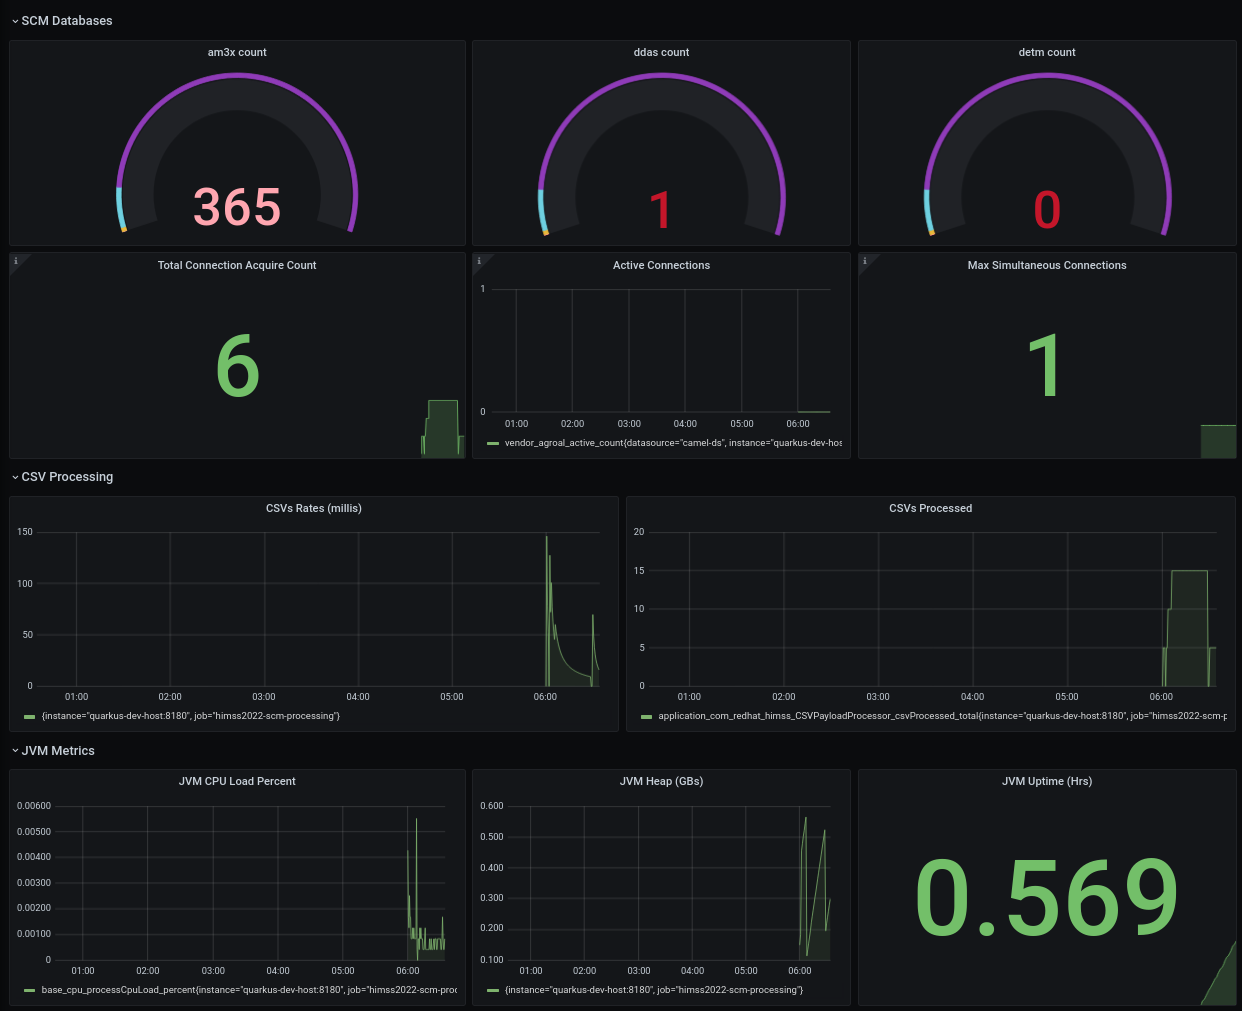 SCM Databases
am3x count
365
ddas count
1
detm count
0
Total Connection Acquire Count
6
Active Connections
1
0
01:00 02:00 03:00 04:00 05:00 06:00
vendor_agroal_active_count{datasource="camel-ds", instance="quarkus-dev-hos
Max Simultaneous Connections
1
CSV Processing
CSVs Rates (millis)
150
100
50
0
01:00 02:00 03:00 04:00 05:00 06:00
{instance="quarkus-dev-host:8180", job="himss2022-scm-processing"}
CSVs Processed
20
15
10
5
0
01:00 02:00 03:00 04:00 05:00 06:00
application_com_redhat_himss_CSVPayloadProcessor_csvProcessed_total{instance="quarkus-dev-host:8180", job="himss2022-scm-p
JVM Metrics
JVM CPU Load Percent
0.00600
0.00500
0.00400
0.00300
0.00200
0.00100
0
01:00 02:00 03:00 04:00 05:00 06:00
base_cpu_processCpuLoad_percent{instance="quarkus-dev-host:8180", job="himss2022-scm-proc
JVM Heap (GBs)
0.600
0.500
0.400
0.300
0.200
0.100
01:00 02:00 03:00 04:00 05:00 06:00
{instance="quarkus-dev-host:8180", job="himss2022-scm-processing"}
JVM Uptime (Hrs)
0.569